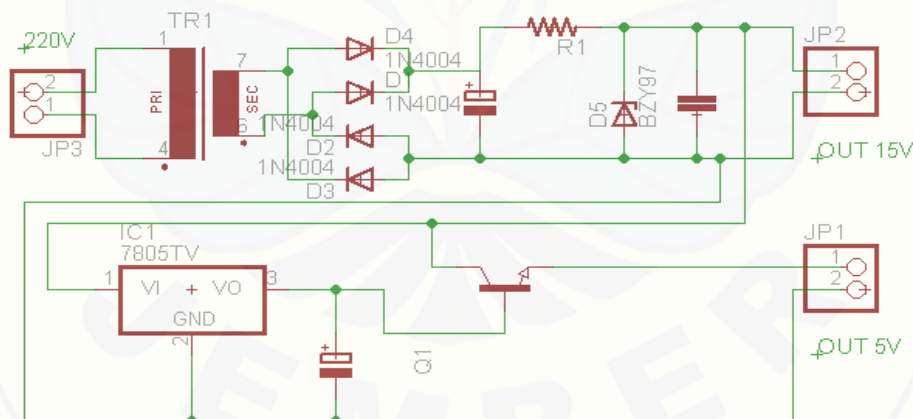 TR1
220V
1
7
2
1
PRI
SEC
4
6
JP3
D4
1N4004
D
1N4004
1N4004
D2
1N4004
D3
+
R1
D5
BZY97
+
JP2
1
2
OUT 15V
IC1
7805TV
1
VI
VO
3
GND
2
+
Q1
JP1
1
2
OUT 5V